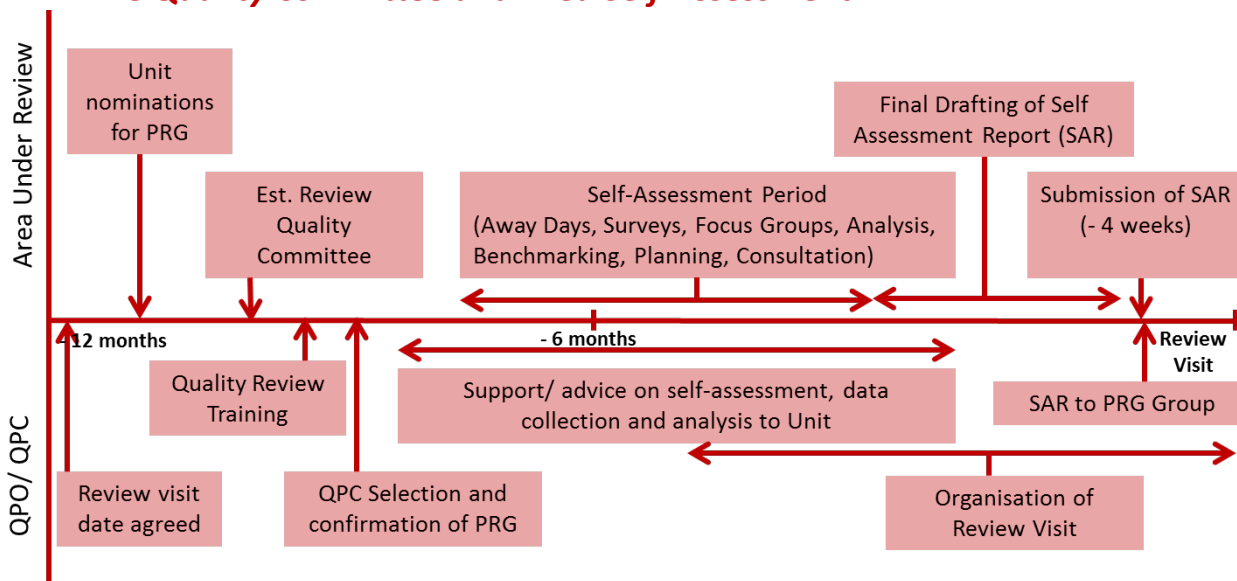 Unit
nominations
for PRG
Final Drafting of Self
Assessment Report (SAR)
Est. Review
Quality
Committee
Self-Assessment Period
(Away Days, Surveys, Focus Groups, Analysis,
Benchmarking, Planning, Consultation)
Submission of SAR
(- 4 weeks)
Area Under Review
12 months
- 6 months
Review
Visit
Quality Review
Training
Support/ advice on self-assessment, data
collection and analysis to Unit
SAR to PRG Group
QPO/ QPC
Review visit
date agreed
QPC Selection and
confirmation of PRG
Organisation of
Review Visit